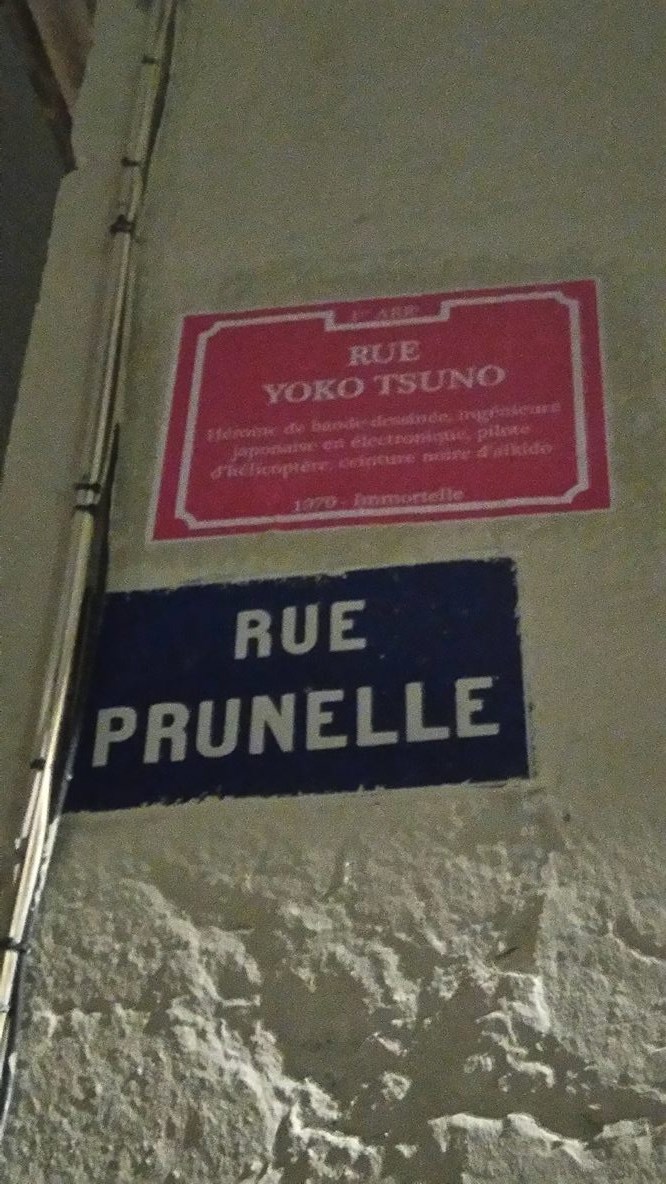 1er ARR
RUE
YOKO TSUNO
Héroïne de bande dessinée, ingénieure
japonaise en électronique, pilote
d'hélicoptère, ceinture noire d'aïkido
1970 - Immortelle
RUE
PRUNELLE